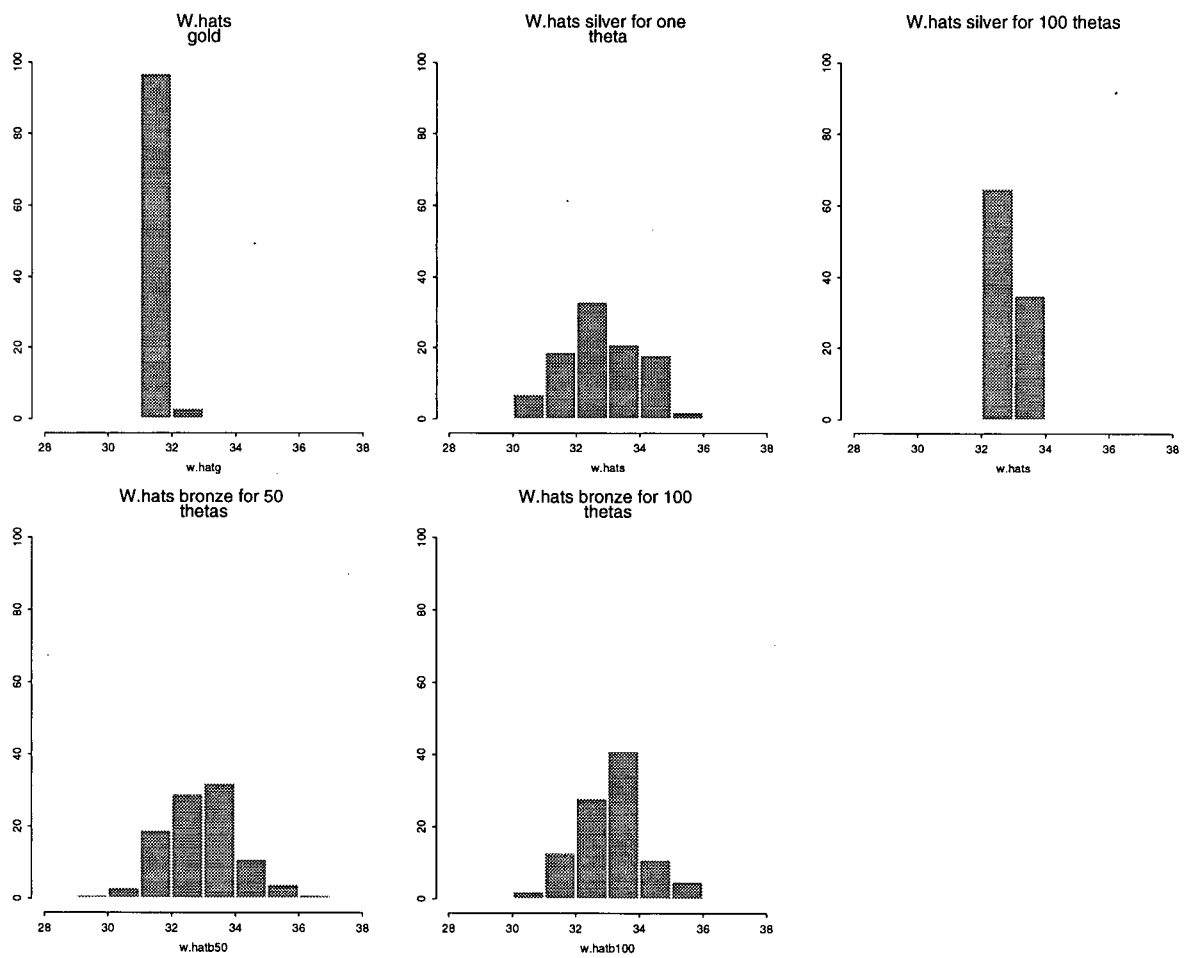 W.hats
gold
100
80
60
40
20
0
28 30 32 34 36 38
w.hatg
W.hats silver for one
theta
100
80
60
40
20
0
28 30 32 34 36 38
w.hats
W.hats silver for 100 thetas
100
80
60
40
20
0
28 30 32 34 36 38
w.hats
W.hats bronze for 50
thetas
100
80
60
40
20
0
28 30 32 34 36 38
w.hatb50
W.hats bronze for 100
thetas
100
80
60
40
20
0
28 30 32 34 36 38
w.hatb100